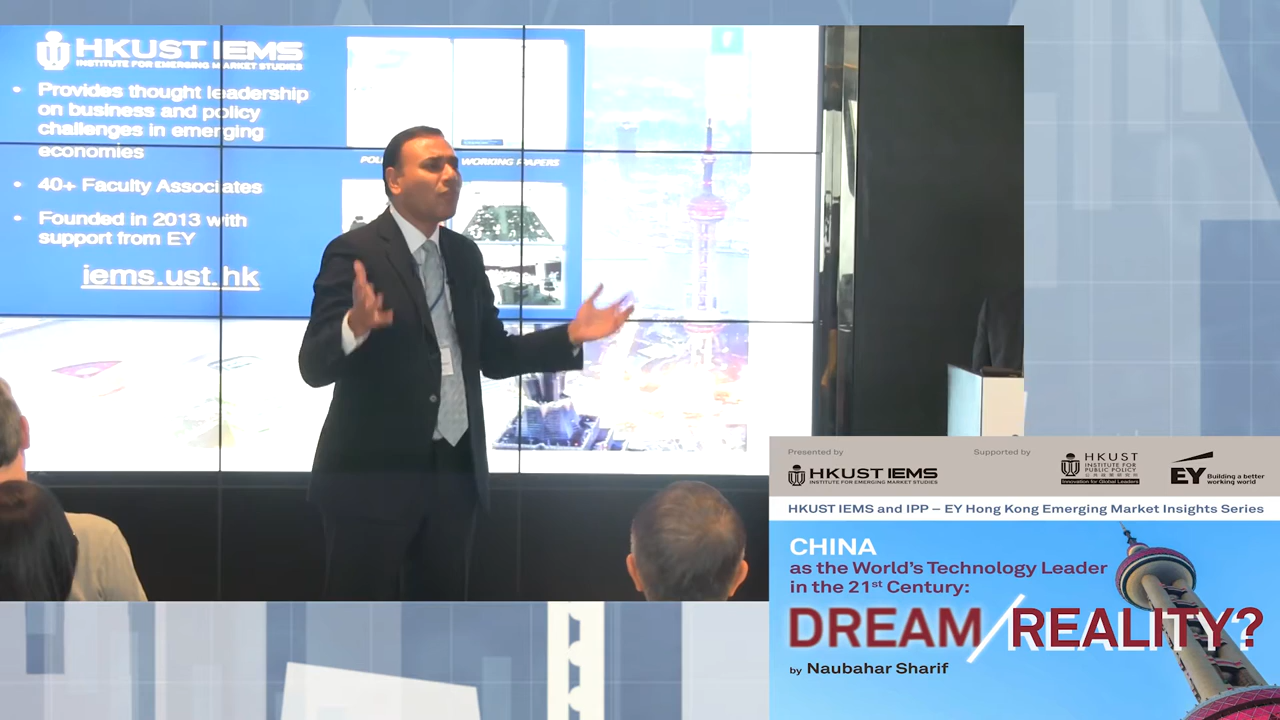 HKUST IEMS
INSTITUTE FOR EMERGING MARKET STUDIES
• Provides thought leadership
on business and policy
challenges in emerging
economies
• 40+ Faculty Associates
• Founded in 2013 with
support from EY
iems.ust.hk
WORKING PAPERS
Presented by
HKUST IEMS
INSTITUTE FOR EMERGING MARKET STUDIES
Supported by
HKUST
INSTITUTE FOR
PUBLIC POLICY
Innovation for Global Leaders
EY
Building a better
working world
HKUST IEMS and IPP – EY Hong Kong Emerging Market Insights Series
CHINA
as the World's Technology Leader
in the 21st Century:
DREAM/REALITY?
by Naubahar Sharif